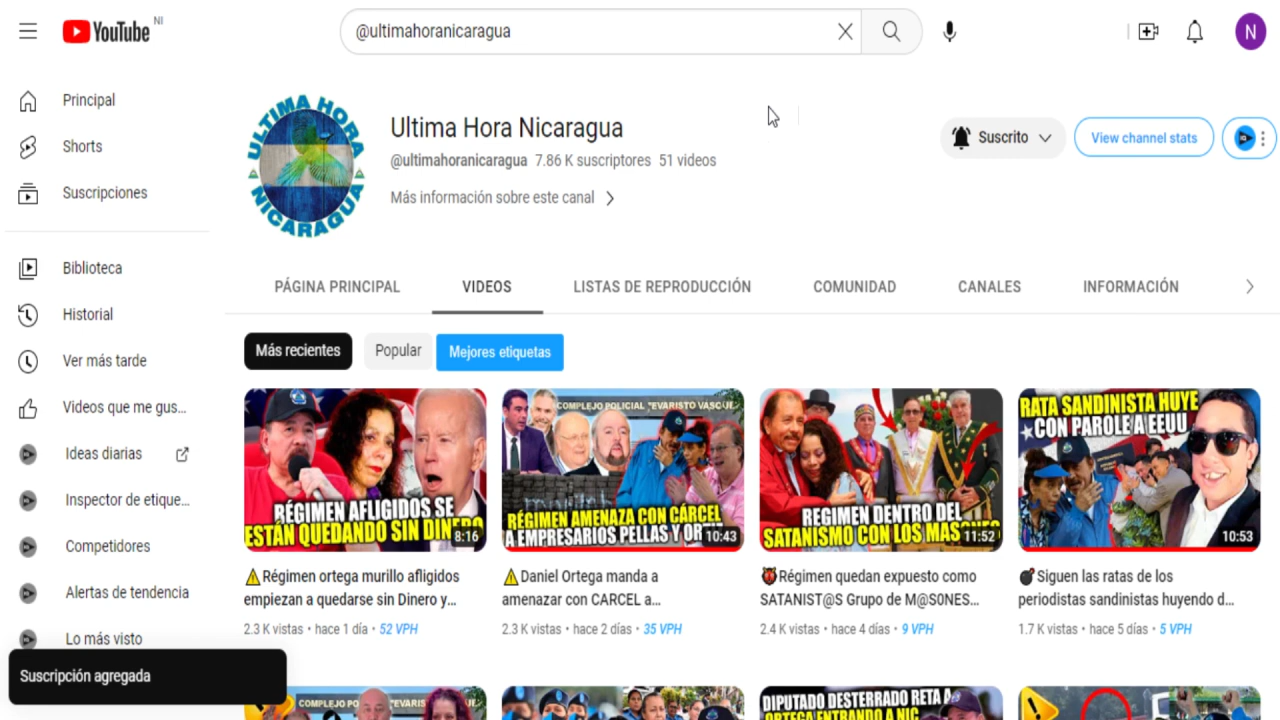 YouTube NI
@ultimahoranicaragua
N
Principal
Shorts
Suscripciones
Biblioteca
Historial
Ver más tarde
Videos que me gus...
Ideas diarias
Inspector de etique...
Competidores
Alertas de tendencia
Lo más visto
Suscripción agregada
ULTIMA HORA
NICARAGUA
Ultima Hora Nicaragua
@ultimahoranicaragua 7.86 K suscriptores 51 videos
Más información sobre este canal
Suscrito
View channel stats
PÁGINA PRINCIPAL VIDEOS LISTAS DE REPRODUCCIÓN COMUNIDAD CANALES INFORMACIÓN
Más recientes Popular Mejores etiquetas
RÉGIMEN AFLIGIDOS SE
ESTÁN QUEDANDO SIN DINERO
8:16
⚠Régimen ortega murillo afligidos
empiezan a quedarse sin Dinero y...
2.3 K vistas • hace 1 día • 52 VPH
COMPLEJO POLICIAL "EVARISTO VASQUE
RÉGIMEN AMENAZA CON CÁRCEL
A EMPRESARIOS PELLAS Y ORT
10:43
⚠Daniel Ortega manda a
amenazar con CARCEL a...
2.3 K vistas • hace 2 días • 35 VPH
REGIMEN DENTRO DEL
SATANISMO CON LOS MASONES
11:52
👹Régimen quedan expuesto como
SATANIST@S Grupo de M@S0NES...
2.4 K vistas • hace 4 días • 9 VPH
RATA SANDINISTA HUYE
CON PAROLE A EEUU
10:53
💣Siguen las ratas de los
periodistas sandinistas huyendo d...
1.7 K vistas • hace 5 días • 5 VPH
COMPLEJO PO
EVARIS
DIPUTADO DESTERRADO RETA A
ORTEGA ENTRANDO A NIC